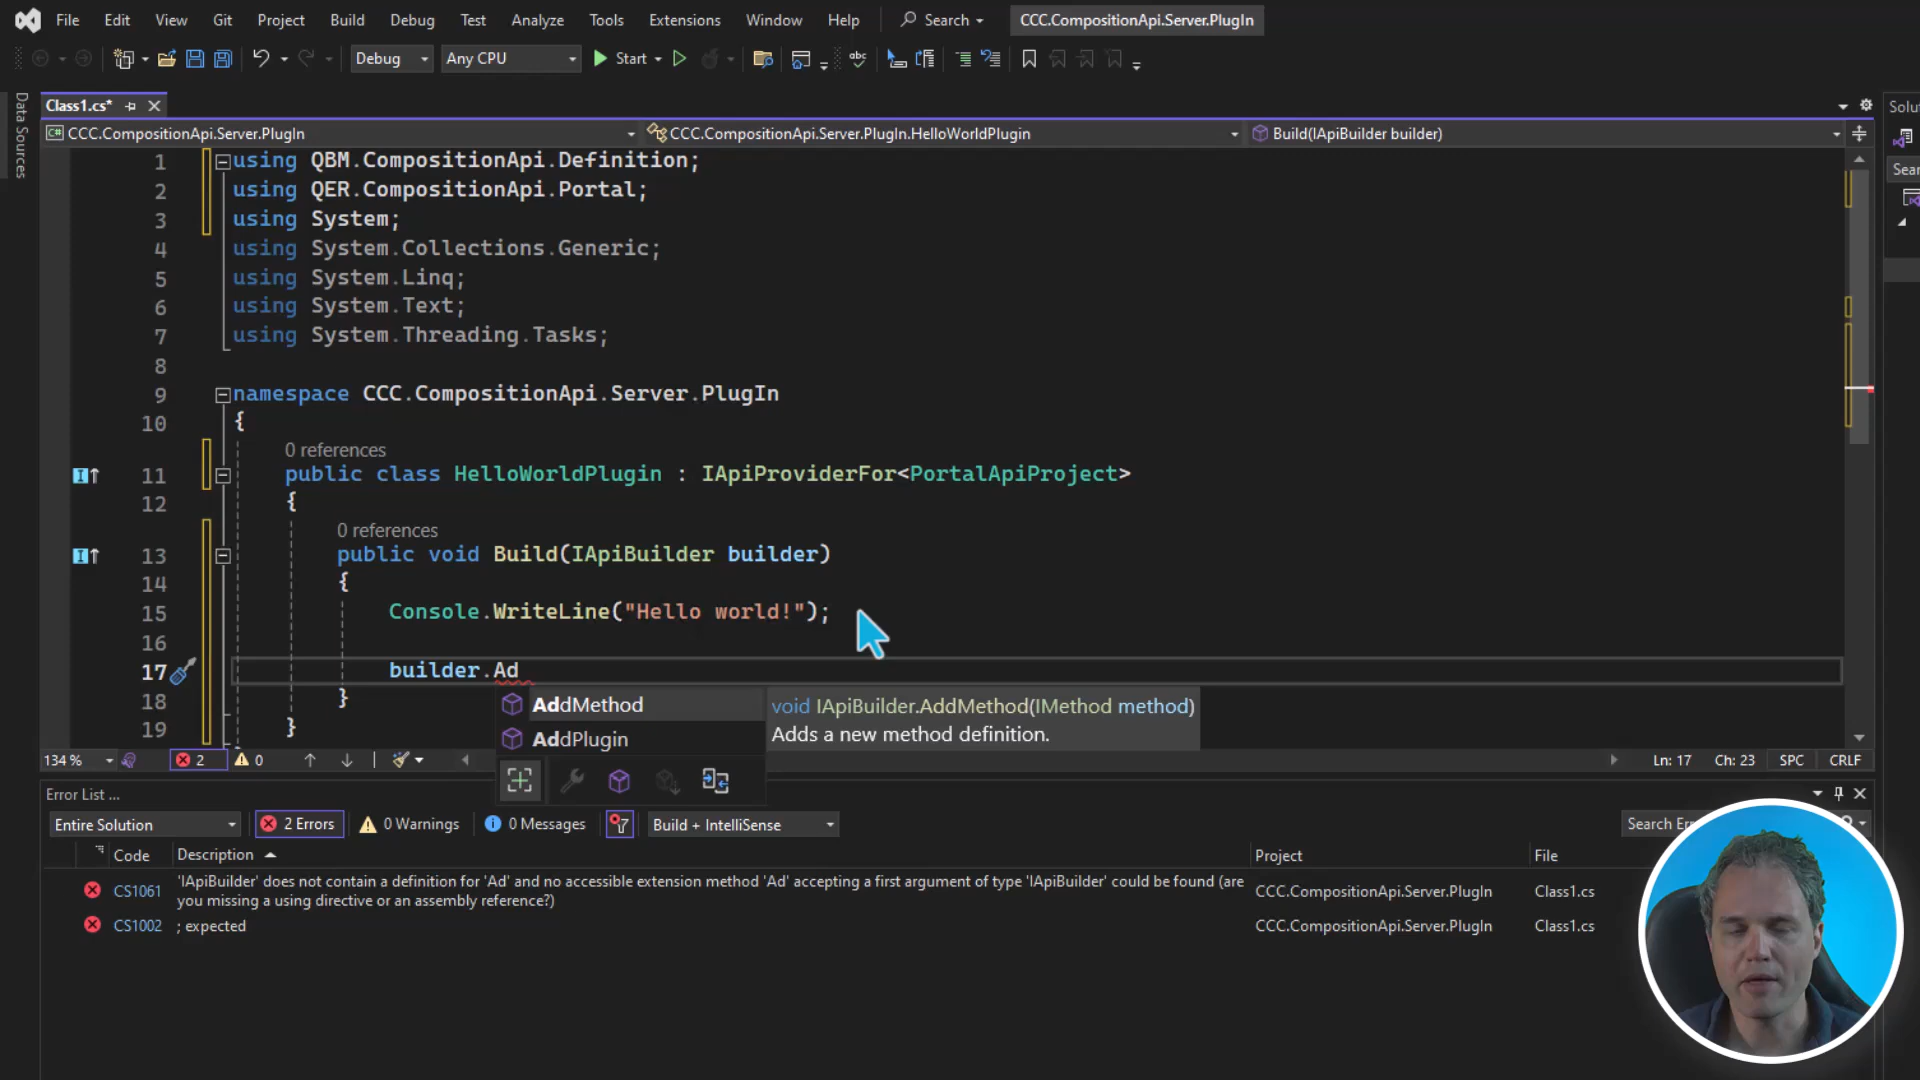 File Edit View Git Project Build Debug Test Analyze Tools Extensions Window Help Search CCC.CompositionApi.Server.PlugIn
Debug Any CPU Start
Data Sources
Class1.cs*
Solu
CCC.CompositionApi.Server.PlugIn CCC.CompositionApi.Server.PlugIn.HelloWorldPlugin Build(IApiBuilder builder)
Sear
1 using QBM.CompositionApi.Definition;
2 using QER.CompositionApi.Portal;
3 using System;
4 using System.Collections.Generic;
5 using System.Linq;
6 using System.Text;
7 using System.Threading.Tasks;
8
9 namespace CCC.CompositionApi.Server.PlugIn
10 {
0 references
11 public class HelloWorldPlugin : IApiProviderFor<PortalApiProject>
12 {
0 references
13 public void Build(IApiBuilder builder)
14 {
15 Console.WriteLine("Hello world!");
16
17 builder.Ad
18 }
19 }
AddMethod
AddPlugin
void IApiBuilder.AddMethod(IMethod method)
Adds a new method definition.
134 % 2 0 Ln: 17 Ch: 23 SPC CRLF
Error List ...
Entire Solution 2 Errors 0 Warnings 0 Messages Build + IntelliSense Search Er
Code Description Project File
CS1061 'IApiBuilder' does not contain a definition for 'Ad' and no accessible extension method 'Ad' accepting a first argument of type 'IApiBuilder' could be found (are
you missing a using directive or an assembly reference?) CCC.CompositionApi.Server.PlugIn Class1.cs
CS1002 ; expected CCC.CompositionApi.Server.PlugIn Class1.cs